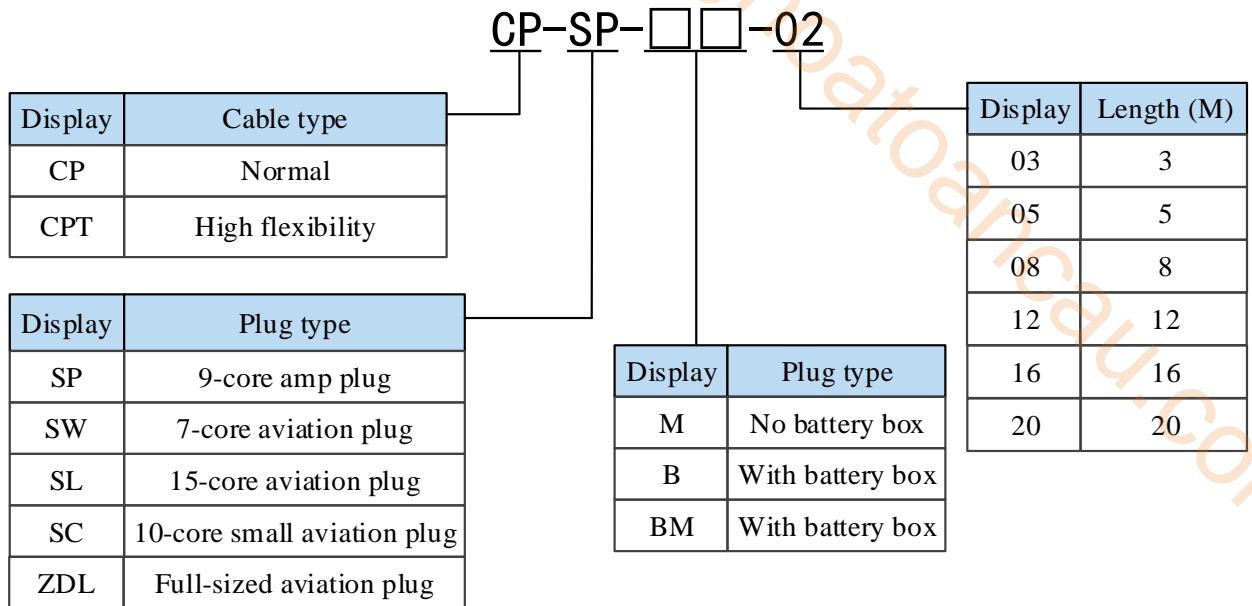 CP-SP-□□-02
Display Cable type
CP Normal
CPT High flexibility
Display Plug type
SP 9-core amp plug
SW 7-core aviation plug
SL 15-core aviation plug
SC 10-core small aviation plug
ZDL Full-sized aviation plug
Display Plug type
M No battery box
B With battery box
BM With battery box
Display Length (M)
03 3
05 5
08 8
12 12
16 16
20 20
hoatoancau.com